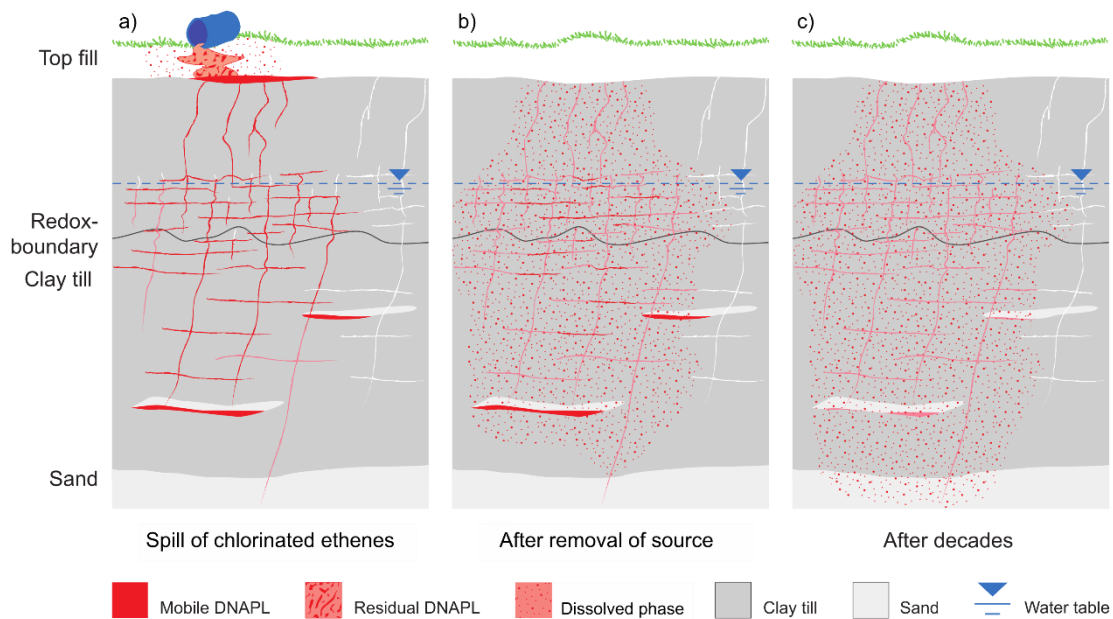 a)
b)
c)
Top fill
Redox-
boundary
Clay till
Sand
Spill of chlorinated ethenes
After removal of source
After decades
Mobile DNAPL
Residual DNAPL
Dissolved phase
Clay till
Sand
Water table